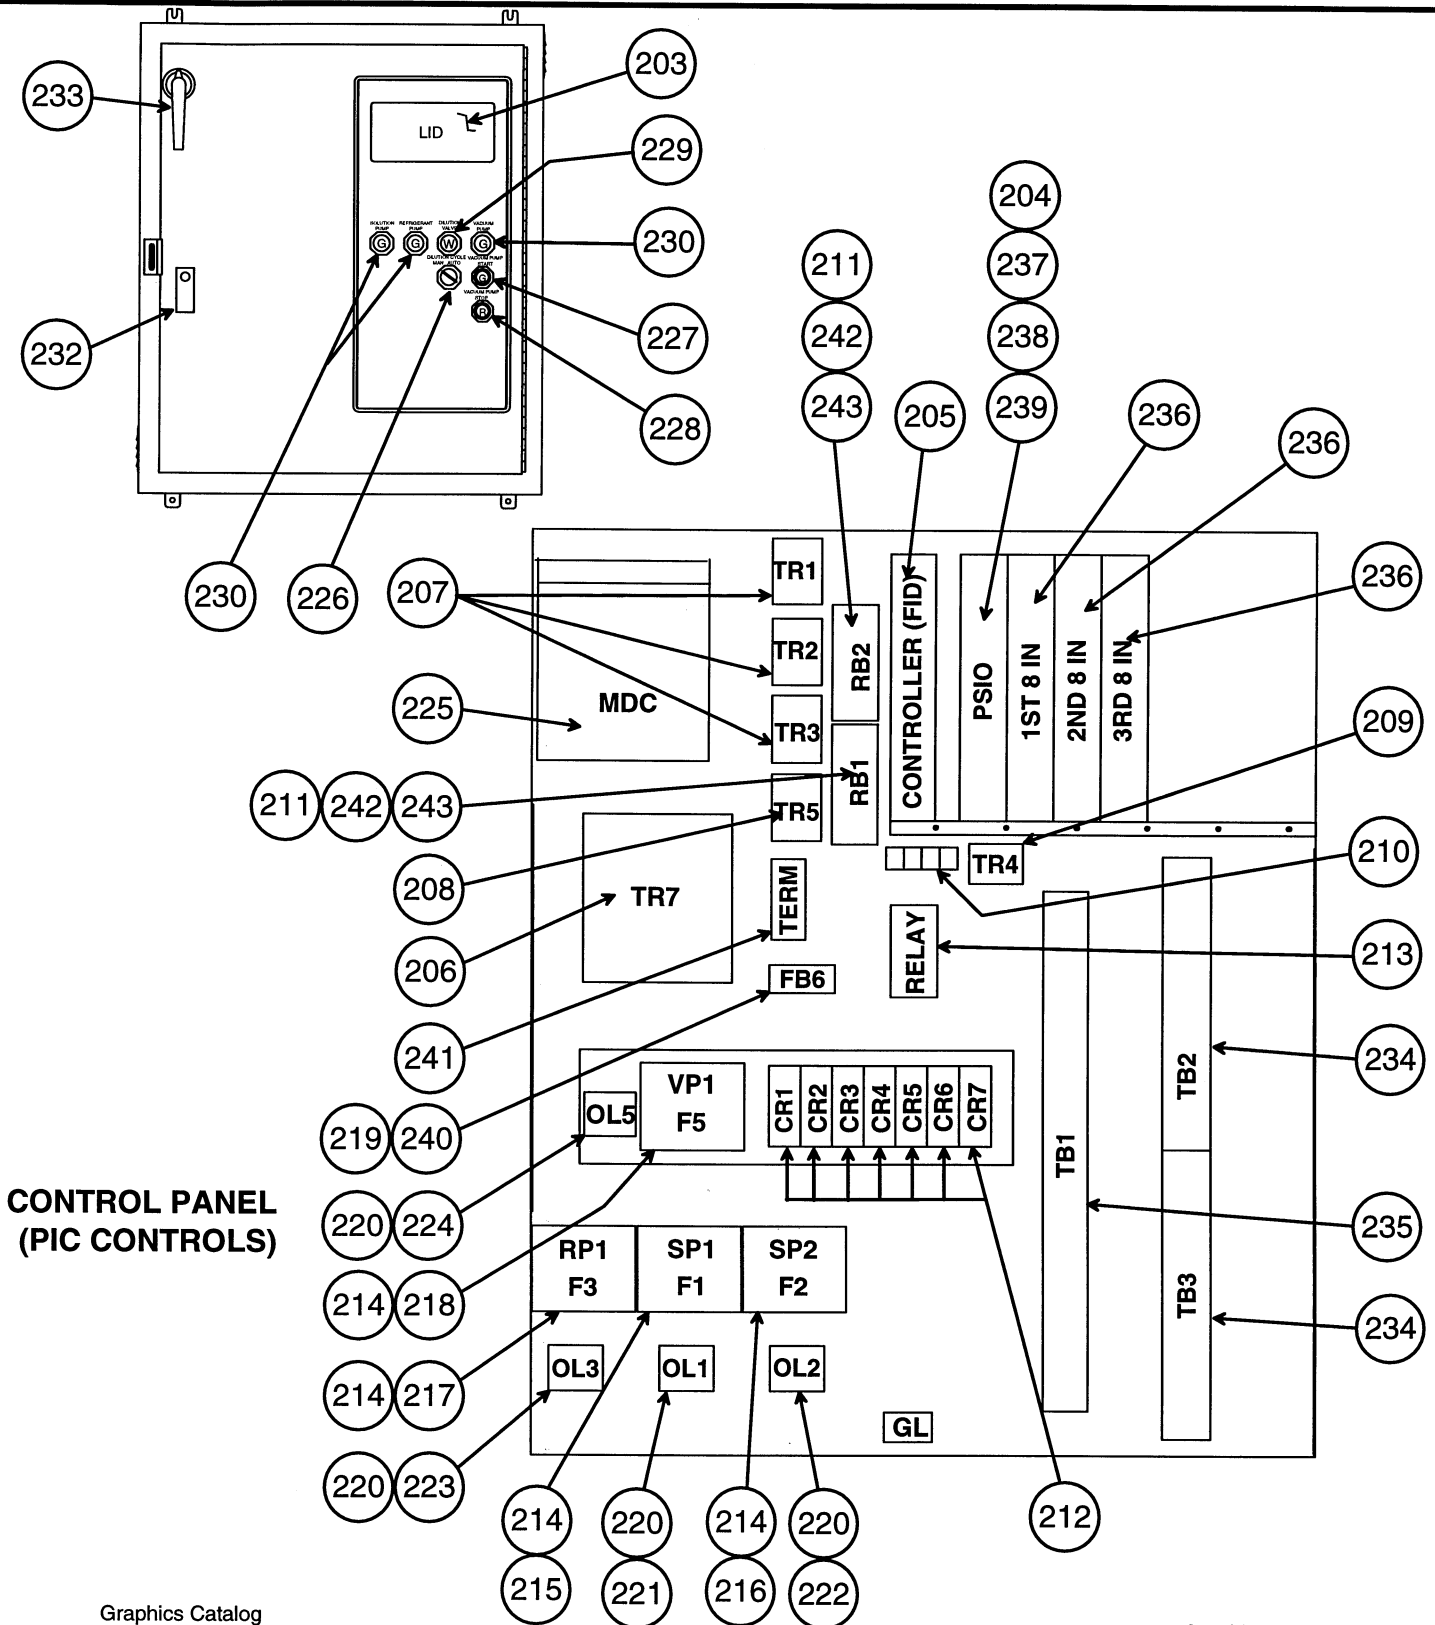 203
233
LID
229
SOLUTION PUMP
REFRIGERANT PUMP
DILUTION VALVE
VACUUM PUMP
G
G
W
G
230
DILUTION CYCLE
MAN AUTO
VACUUM PUMP START
G
VACUUM PUMP STOP
R
232
227
228
230
226
204
237
238
239
211
242
243
205
236
236
236
207
TR1
TR2
TR3
TR5
RB2
RB1
CONTROLLER (FID)
PSIO
1ST 8 IN
2ND 8 IN
3RD 8 IN
MDC
225
209
211
242
243
210
TR4
208
TR7
TERM
RELAY
213
206
FB6
241
234
TB2
219
240
OL5
VP1
F5
CR1
CR2
CR3
CR4
CR5
CR6
CR7
TB1
CONTROL PANEL
(PIC CONTROLS)
220
224
235
214
218
RP1
F3
SP1
F1
SP2
F2
TB3
234
214
217
OL3
OL1
OL2
GL
220
223
214
215
220
221
214
216
220
222
212
Graphics Catalog